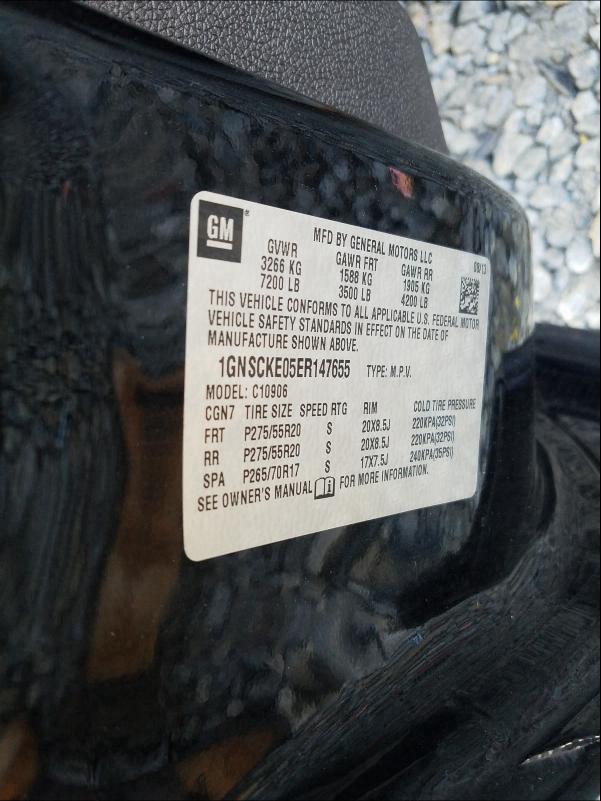 GM ® MFD BY GENERAL MOTORS LLC 09/13
GVWR GAWR FRT GAWR RR
3266 KG 1588 KG 1905 KG
7200 LB 3500 LB 4200 LB
THIS VEHICLE CONFORMS TO ALL APPLICABLE U.S. FEDERAL MOTOR
VEHICLE SAFETY STANDARDS IN EFFECT ON THE DATE OF
MANUFACTURE SHOWN ABOVE.
1GNSCKE05ER147655 TYPE: M.P.V.
MODEL: C10906
CGN7 TIRE SIZE SPEED RTG RIM COLD TIRE PRESSURE
FRT P275/55R20 S 20X8.5J 220KPA(32PSI)
RR P275/55R20 S 20X8.5J 220KPA(32PSI)
SPA P265/70R17 S 17X7.5J 240KPA(35PSI)
SEE OWNER'S MANUAL FOR MORE INFORMATION.